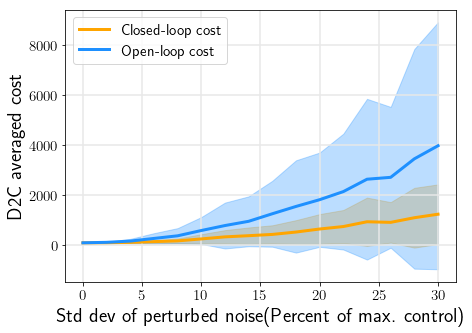 Closed-loop cost
Open-loop cost
D2C averaged cost
8000
6000
4000
2000
0
0 5 10 15 20 25 30
Std dev of perturbed noise(Percent of max. control)